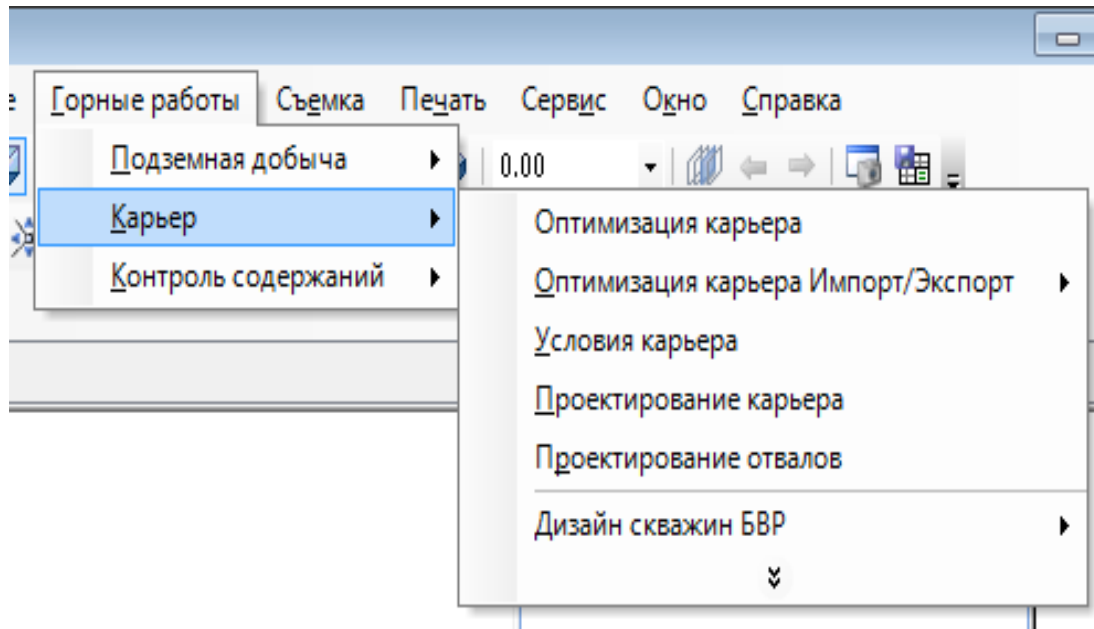 Горные работы Съемка Печать Сервис Окно Справка
Подземная добыча
0.00
Карьер
Контроль содержаний
Оптимизация карьера
Оптимизация карьера Импорт/Экспорт
Условия карьера
Проектирование карьера
Проектирование отвалов
Дизайн скважин БВР